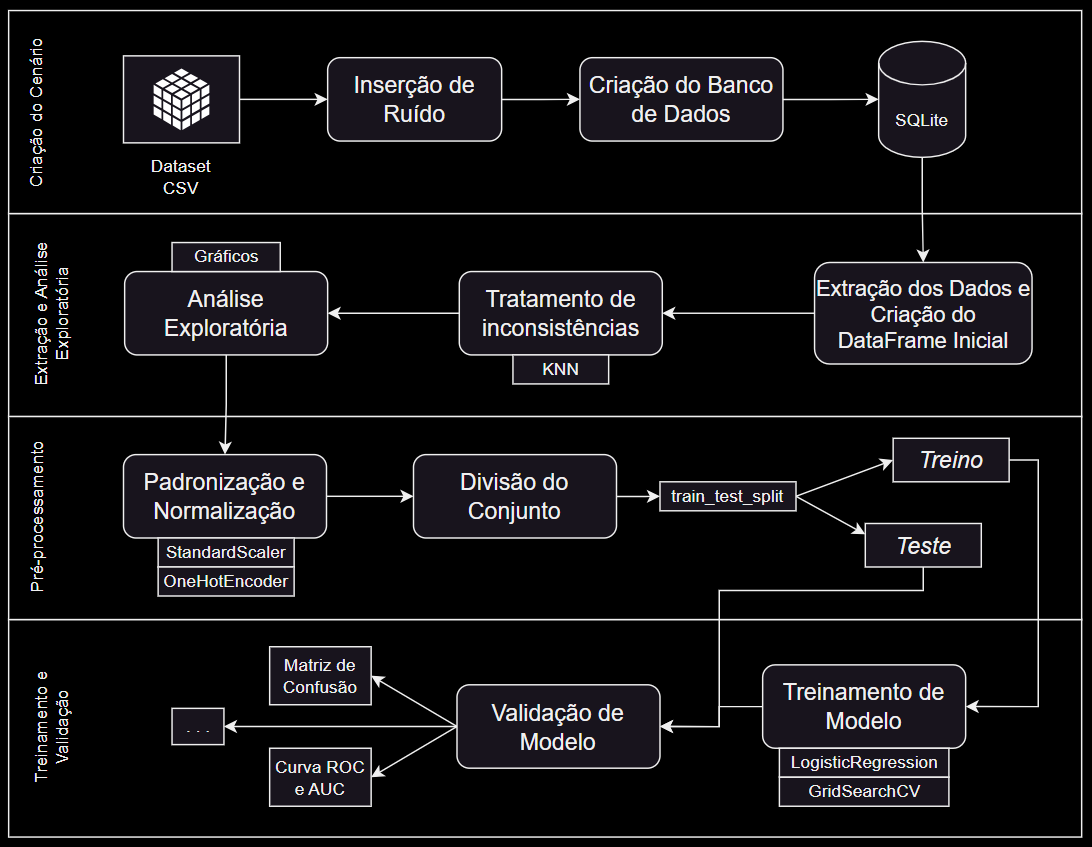 Criação do Cenário
Dataset
CSV
Inserção de
Ruído
Criação do Banco
de Dados
SQLite
Extração e Análise
Exploratória
Gráficos
Análise
Exploratória
Tratamento de
inconsistências
KNN
Extração dos Dados e
Criação do
DataFrame Inicial
Pré-processamento
Padronização e
Normalização
StandardScaler
OneHotEncoder
Divisão do
Conjunto
train_test_split
Treino
Teste
Treinamento e
Validação
Matriz de
Confusão
. . .
Curva ROC
e AUC
Validação de
Modelo
Treinamento de
Modelo
LogisticRegression
GridSearchCV